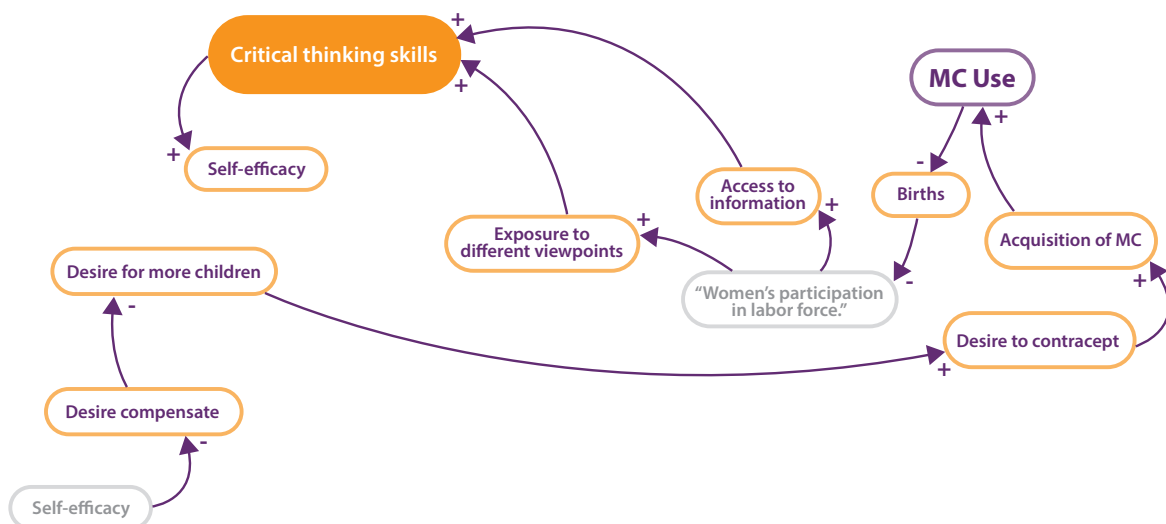 +
Critical thinking skills
+
MC Use
+
+
Self-efficacy
-
Access to
information
Births
+
+
Exposure to
different viewpoints
Acquisition of MC
Desire for more children
-
+
“Women’s participation
in labor force.”
-
Desire to contracept
+
Desire compensate
-
Self-efficacy